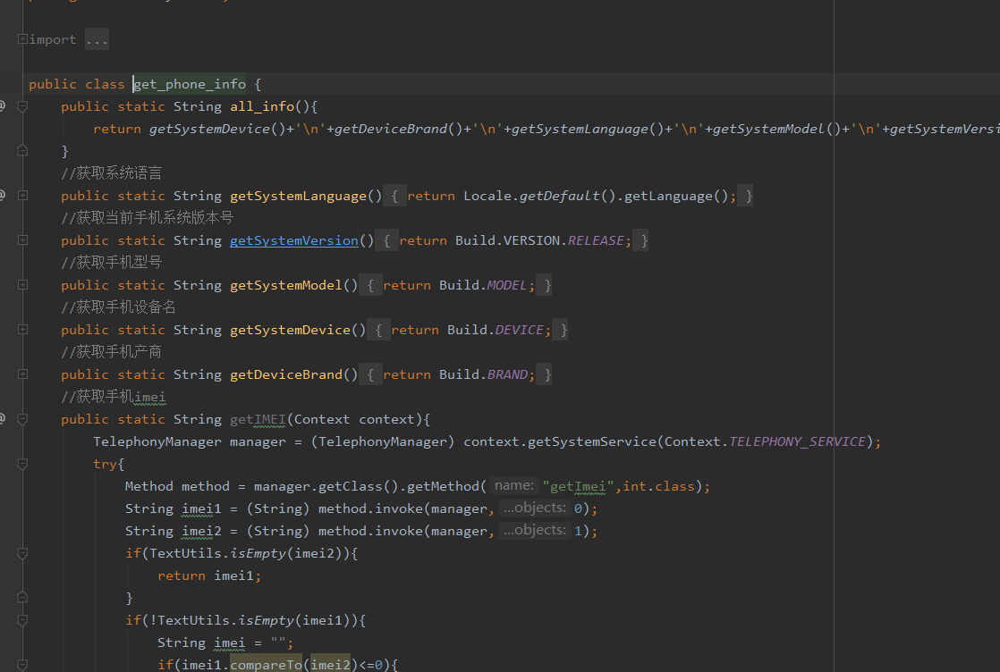 import ...
public class get_phone_info {
public static String all_info(){
return getSystemDevice()+'\n'+getDeviceBrand()+'\n'+getSystemLanguage()+'\n'+getSystemModel()+'\n'+getSystemVersi
}
//获取系统语言
public static String getSystemLanguage() { return Locale.getDefault().getLanguage(); }
//获取当前手机系统版本号
public static String getSystemVersion() { return Build.VERSION.RELEASE; }
//获取手机型号
public static String getSystemModel() { return Build.MODEL; }
//获取手机设备名
public static String getSystemDevice() { return Build.DEVICE; }
//获取手机产商
public static String getDeviceBrand() { return Build.BRAND; }
//获取手机imei
public static String getIMEI(Context context){
TelephonyManager manager = (TelephonyManager) context.getSystemService(Context.TELEPHONY_SERVICE);
try{
Method method = manager.getClass().getMethod( name: "getImei",int.class);
String imei1 = (String) method.invoke(manager, ...objects: 0);
String imei2 = (String) method.invoke(manager, ...objects: 1);
if(TextUtils.isEmpty(imei2)){
return imei1;
}
if(!TextUtils.isEmpty(imei1)){
String imei = "";
if(imei1.compareTo(imei2)<=0){